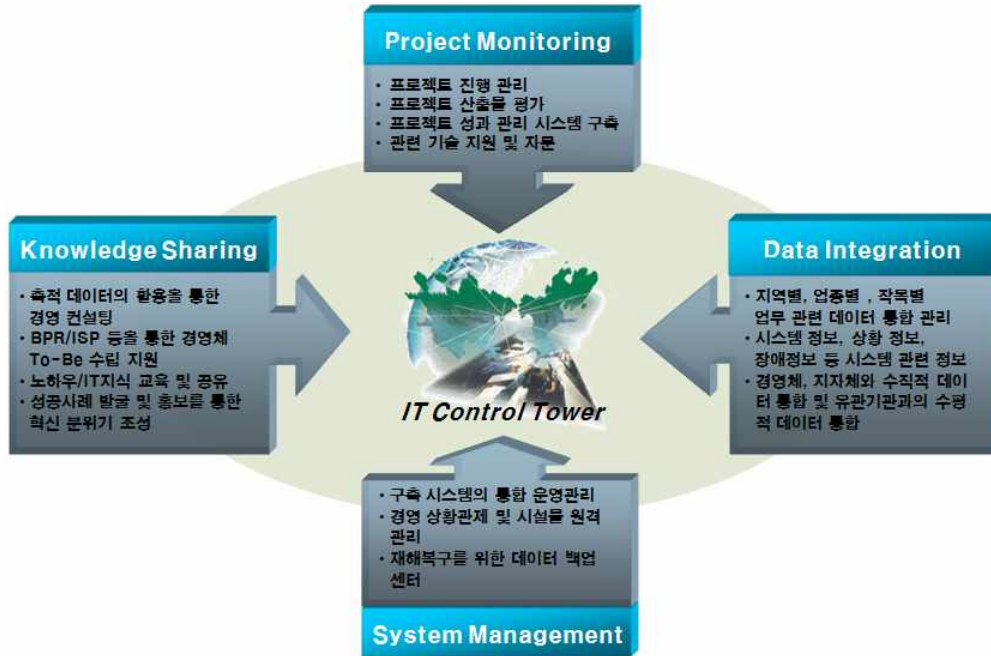 Project Monitoring
• 프로젝트 진행 관리
• 프로젝트 산출물 평가
• 프로젝트 성과 관리 시스템 구축
• 관련 기술 지원 및 자문
Knowledge Sharing
• 축적 데이터의 활용을 통한
경영 컨설팅
• BPR/ISP 등을 통한 경영체
To-Be 수립 지원
• 노하우/IT지식 교육 및 공유
• 성공사례 발굴 및 홍보를 통한
혁신 분위기 조성
Data Integration
• 지역별, 업종별 , 작목별
업무 관련 데이터 통합 관리
• 시스템 정보, 상황 정보,
장애정보 등 시스템 관련 정보
• 경영체, 지자체와 수직적 데이
터 통합 및 유관기관과의 수평
적 데이터 통합
IT Control Tower
• 구축 시스템의 통합 운영관리
• 경영 상황관제 및 시설물 원격
관리
• 재해복구를 위한 데이터 백업
센터
System Management